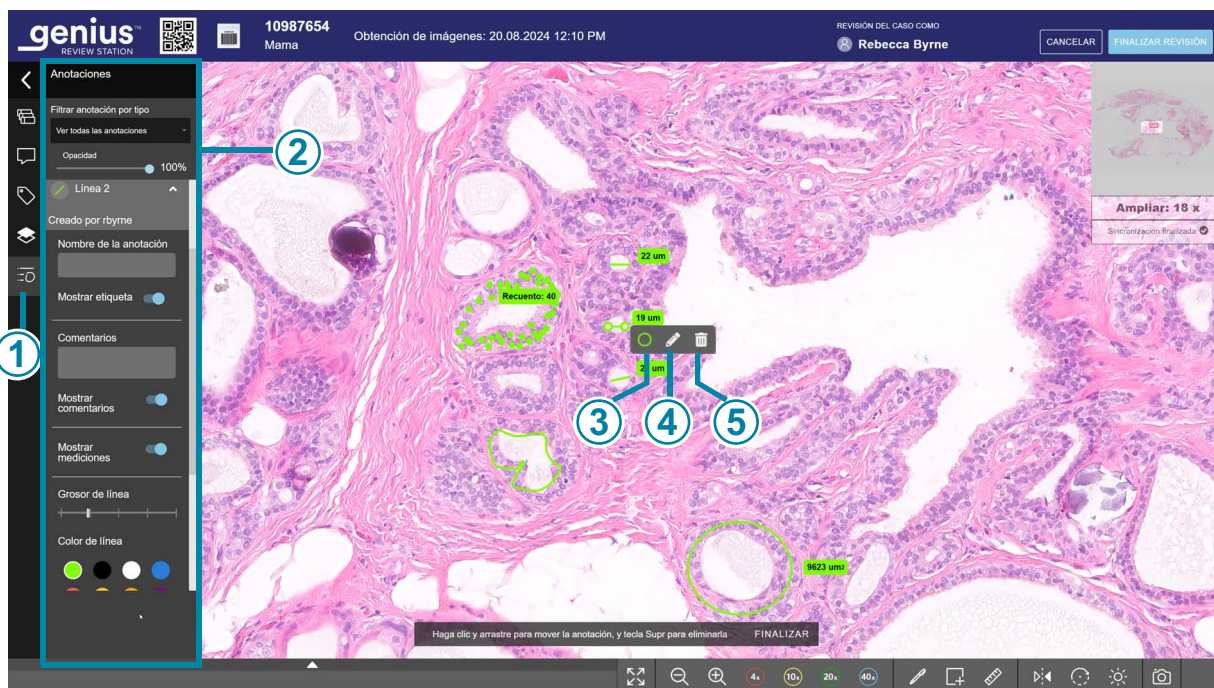 genius™
REVIEW STATION
10987654
Mama
Obtención de imágenes: 20.08.2024 12:10 PM
REVISIÓN DEL CASO COMO
Rebecca Byrne
CANCELAR
FINALIZAR REVISIÓN
Anotaciones
Filtrar anotación por tipo
Ver todas las anotaciones
Opacidad
100%
Línea 2
Creado por rbyrne
Nombre de la anotación
Mostrar etiqueta
Comentarios
Mostrar
comentarios
Mostrar
mediciones
Grosor de línea
Color de línea
1
2
22 um
Recuento: 40
19 um
2 um
3
4
5
9623 um2
Ampliar: 18 x
Sincronización finalizada
Haga clic y arrastre para mover la anotación, y tecla Supr para eliminarla
FINALIZAR
4x
10x
20x
40x